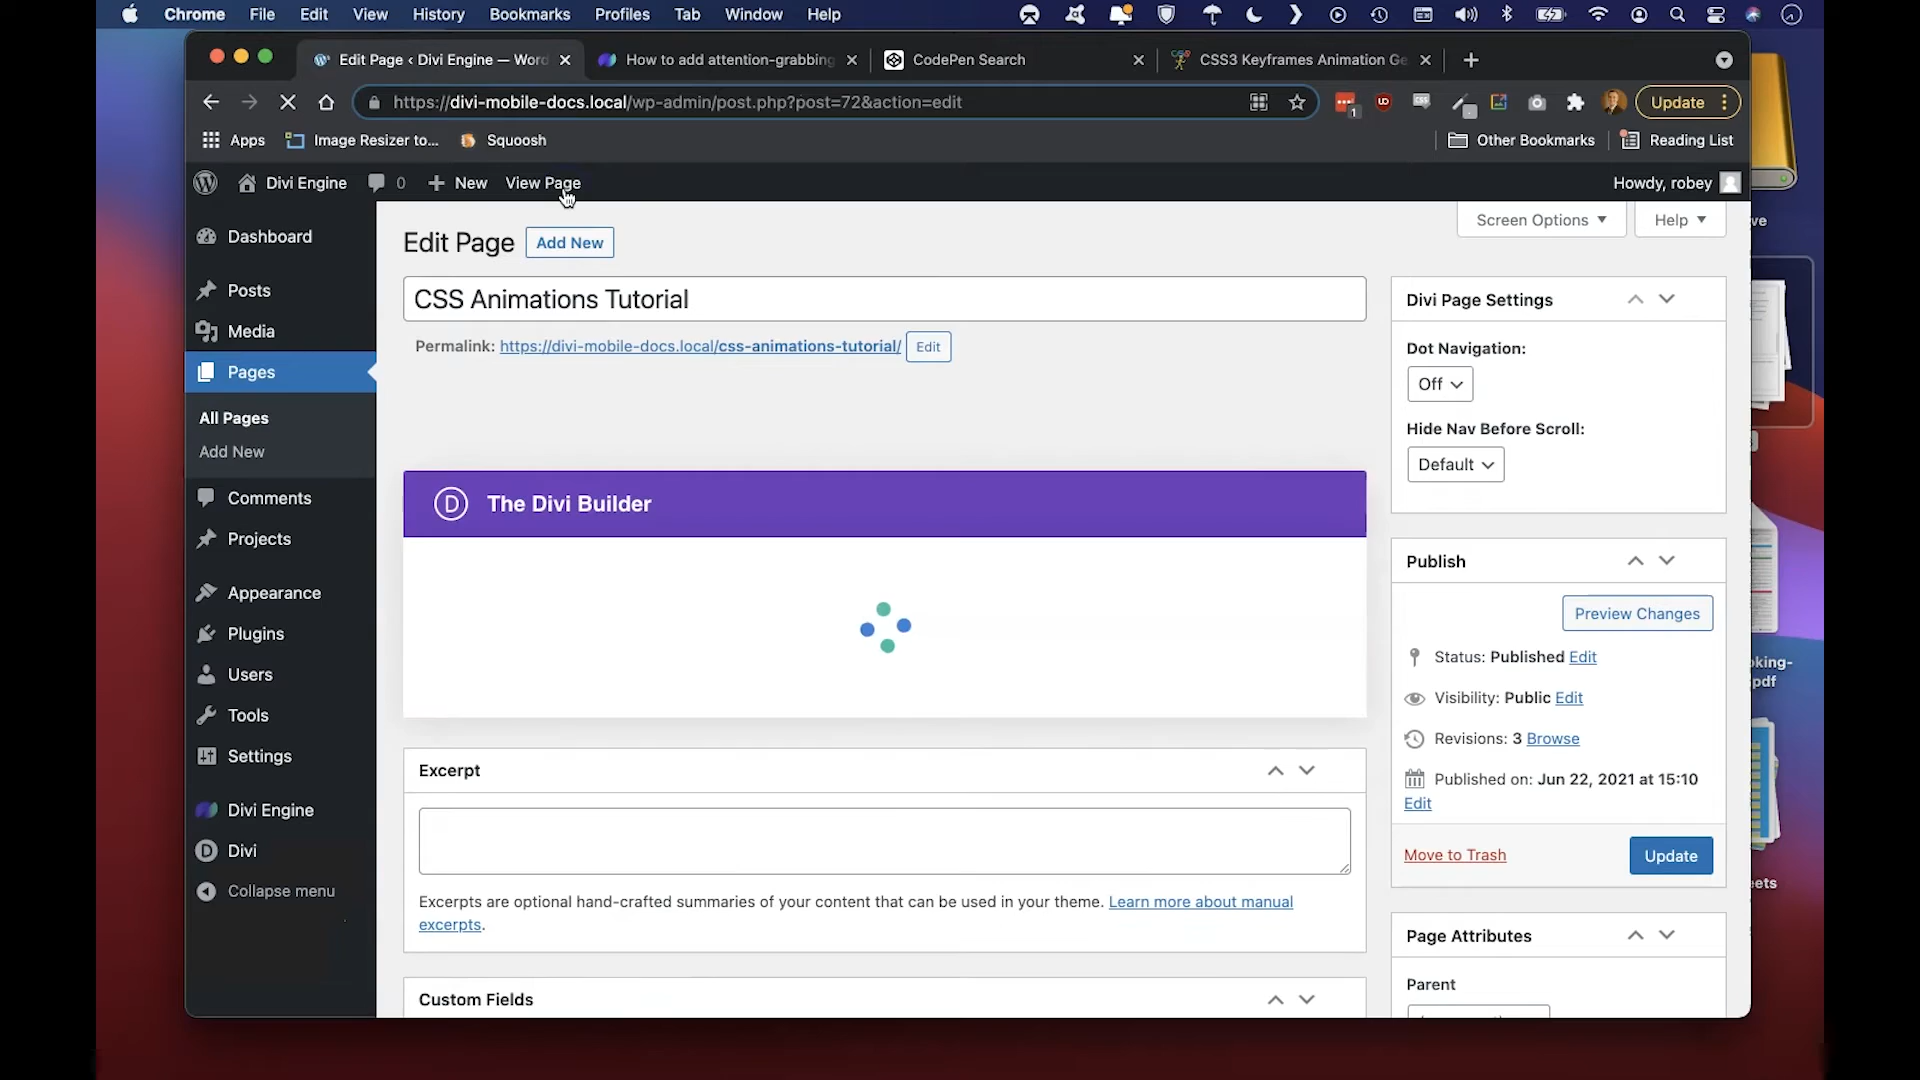 Chrome File Edit View History Bookmarks Profiles Tab Window Help
Edit Page ‹ Divi Engine — Word
How to add attention-grabbing
CodePen Search
CSS3 Keyframes Animation Ge
https://divi-mobile-docs.local/wp-admin/post.php?post=72&action=edit
1
Update
Apps
Image Resizer to...
Squoosh
Other Bookmarks
Reading List
Divi Engine
0
New
View Page
Howdy, robey
Dashboard
Posts
Media
Pages
All Pages
Add New
Comments
Projects
Appearance
Plugins
Users
Tools
Settings
Divi Engine
Divi
Collapse menu
Screen Options
Help
Edit Page
Add New
CSS Animations Tutorial
Permalink: https://divi-mobile-docs.local/css-animations-tutorial/ Edit
The Divi Builder
Excerpt
Excerpts are optional hand-crafted summaries of your content that can be used in your theme. Learn more about manual
excerpts.
Custom Fields
Divi Page Settings
Dot Navigation:
Off
Hide Nav Before Scroll:
Default
Publish
Preview Changes
Status: Published Edit
Visibility: Public Edit
Revisions: 3 Browse
Published on: Jun 22, 2021 at 15:10
Edit
Move to Trash
Update
Page Attributes
Parent